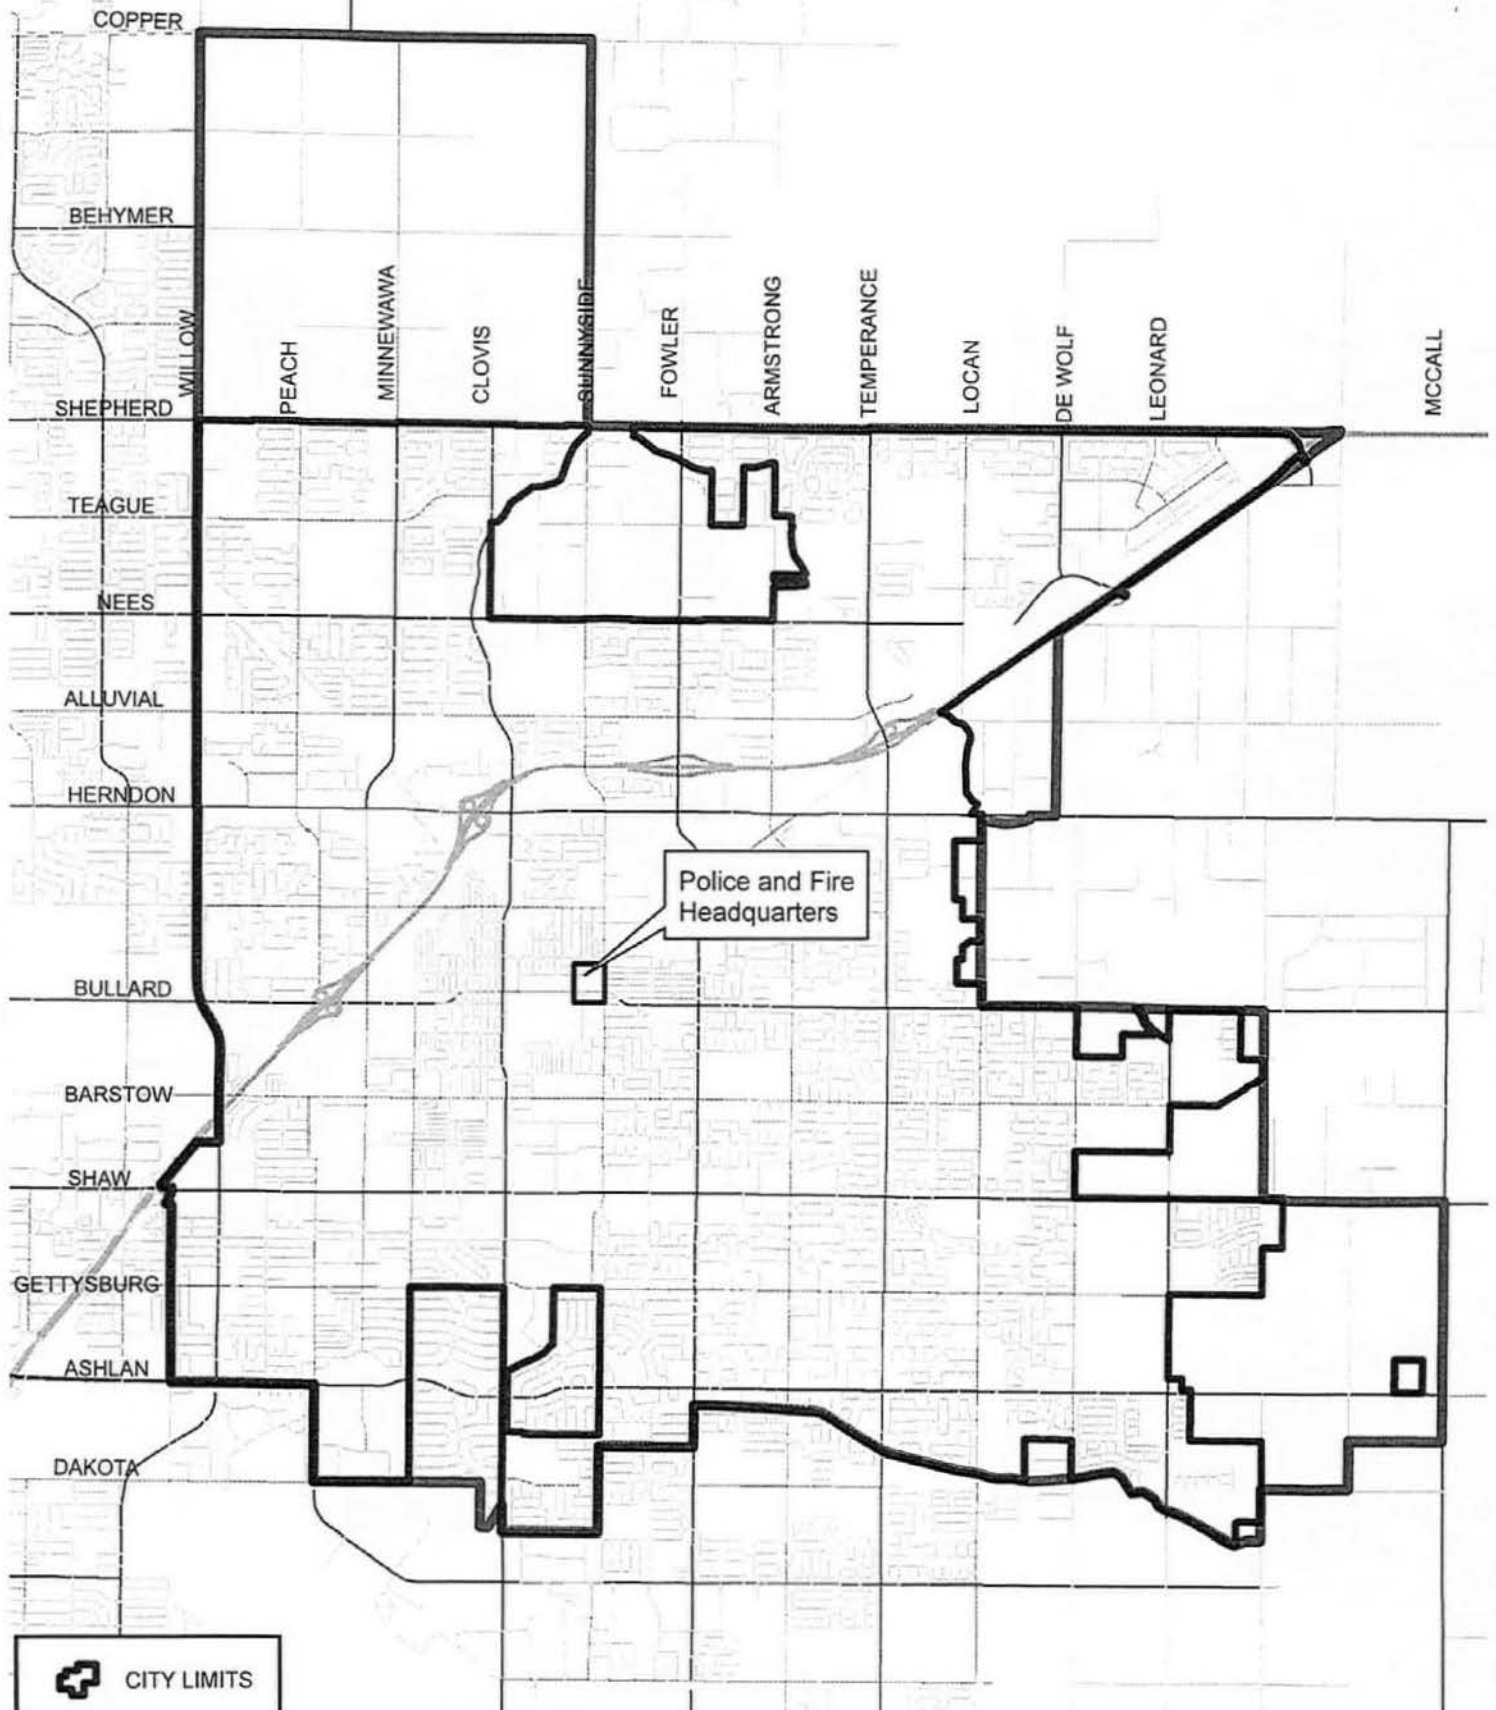 COPPER
BEHYMER
WILLOW
PEACH
MINNEWAWA
CLOVIS
SUNNYSIDE
FOWLER
ARMSTRONG
TEMPERANCE
LOCAN
DE WOLF
LEONARD
MCCALL
SHEPHERD
TEAGUE
NEES
ALLUVIAL
HERNDON
Police and Fire
Headquarters
BULLARD
BARSTOW
SHAW
GETTYSBURG
ASHLAN
DAKOTA
CITY LIMITS